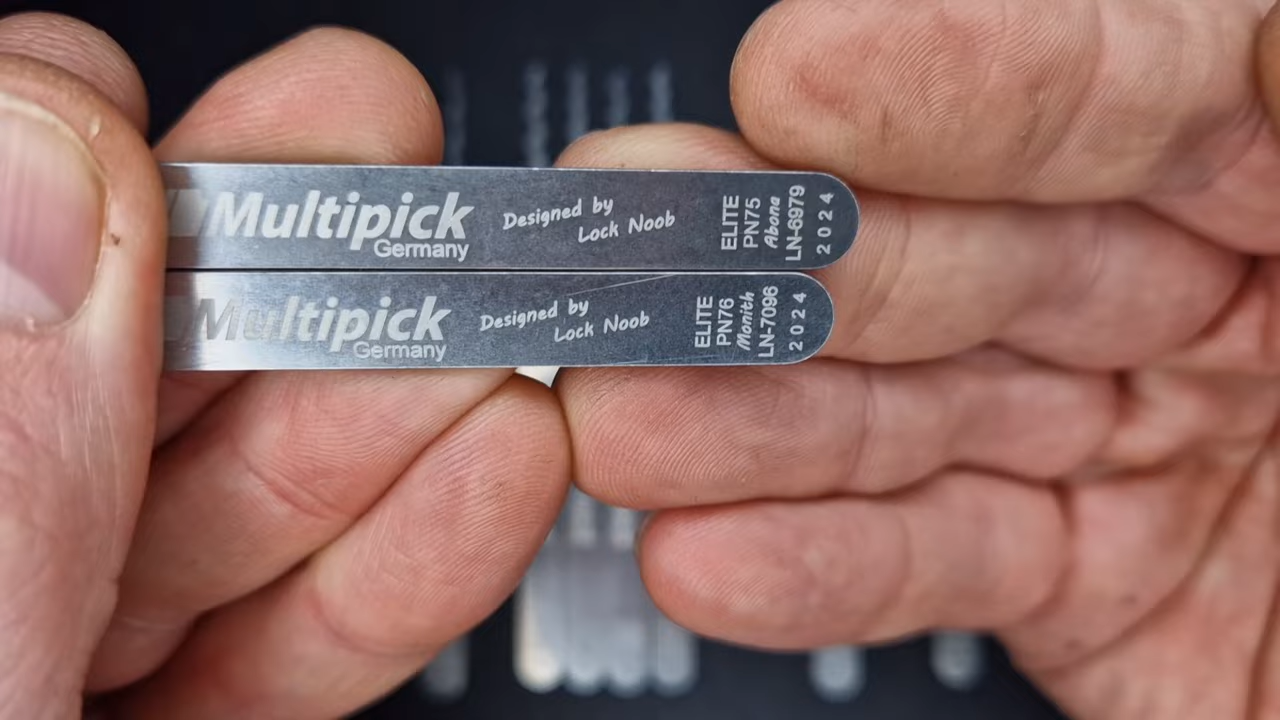 Multipick
Germany
Designed by
Lock Noob
ELITE
PN75
Abona
LN-6979
2024
Multipick
Germany
Designed by
Lock Noob
ELITE
PN76
Monith
LN-7096
2024